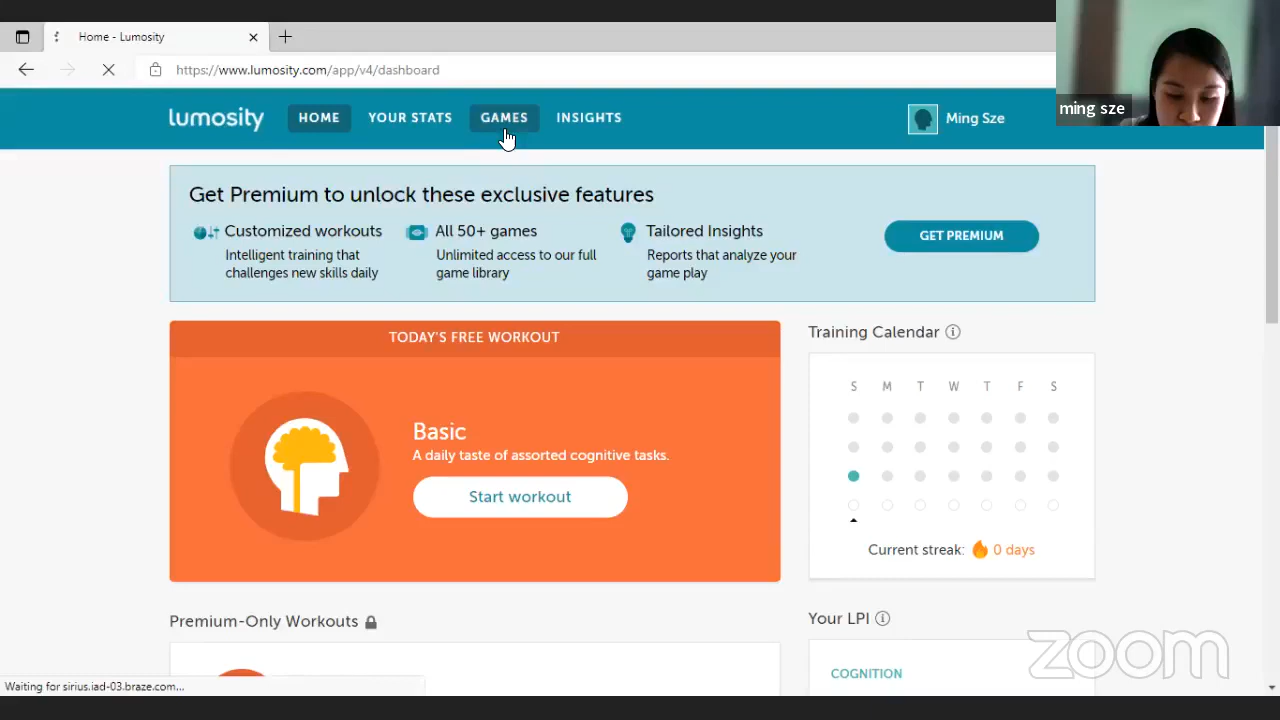 Home - Lumosity
https://www.lumosity.com/app/v4/dashboard
ming sze
lumosity HOME YOUR STATS GAMES INSIGHTS Ming Sze
Get Premium to unlock these exclusive features
Customized workouts
Intelligent training that
challenges new skills daily
All 50+ games
Unlimited access to our full
game library
Tailored Insights
Reports that analyze your
game play
GET PREMIUM
TODAY'S FREE WORKOUT
Basic
A daily taste of assorted cognitive tasks.
Start workout
Training Calendar
S M T W T F S
Current streak: 0 days
Premium-Only Workouts
Your LPI
COGNITION
zoom
Waiting for sirius.iad-03.braze.com...